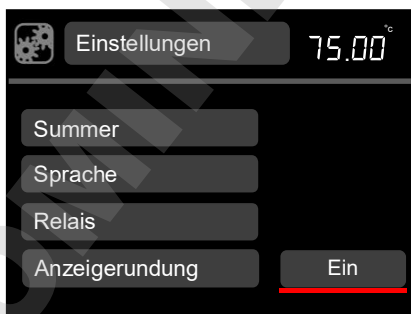 Einstellungen 75.00°c
Summer
Sprache
Relais
Anzeigerundung Ein